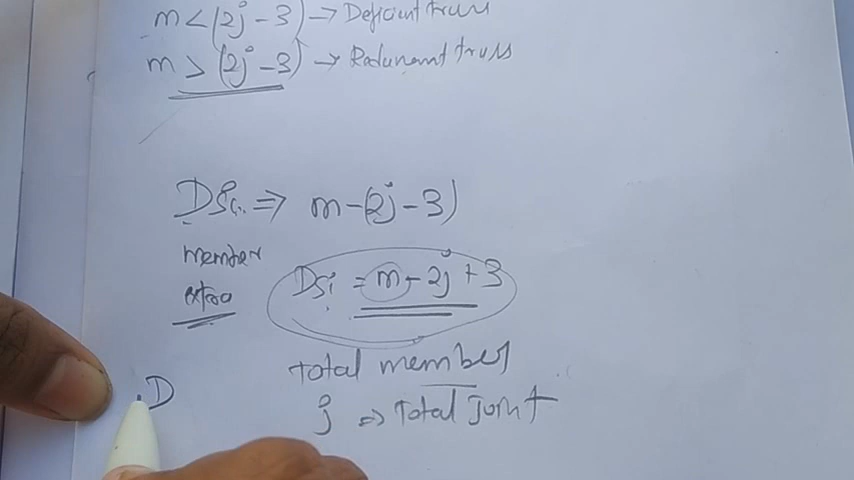 m < (2j - 3) → Deficient truss
m > (2j - 3) → Redunant truss
DSi ⇒ m - (2j - 3)
member
extra
DSi = m - 2j + 3
Total member
j ⇒ Total Joint
D